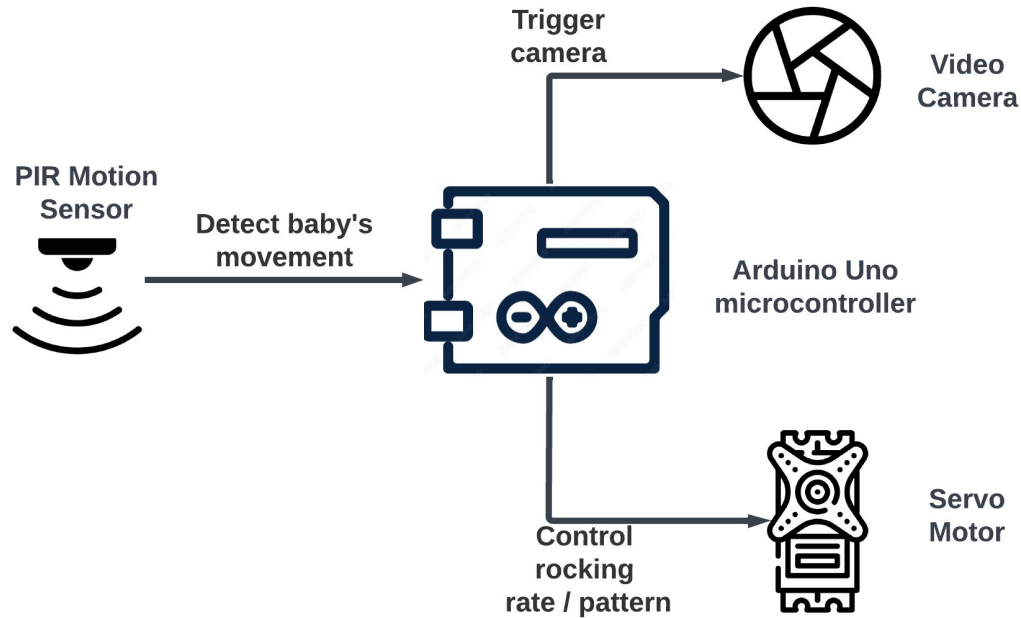 Trigger
camera
Video
Camera
PIR Motion
Sensor
Detect baby's
movement
Arduino Uno
microcontroller
Servo
Motor
Control
rocking
rate / pattern